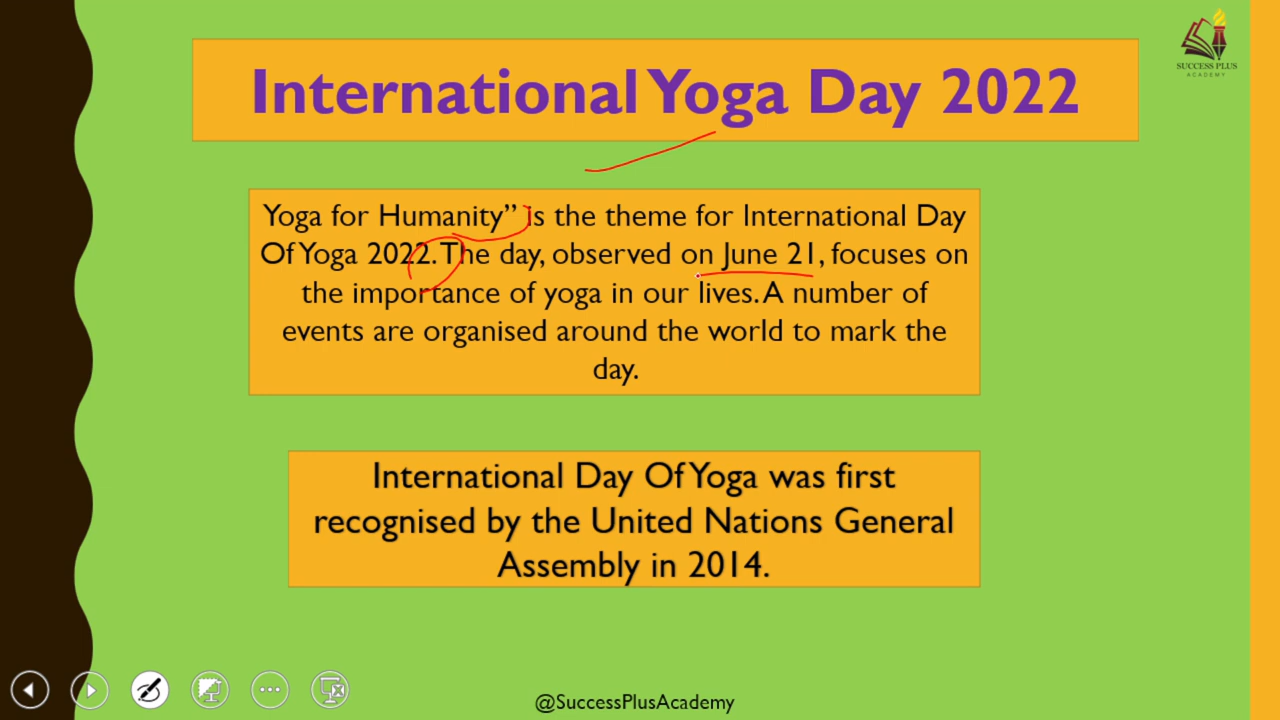 SUCCESS PLUS
ACADEMY
International Yoga Day 2022
Yoga for Humanity” is the theme for International Day
Of Yoga 2022. The day, observed on June 21, focuses on
the importance of yoga in our lives. A number of
events are organised around the world to mark the
day.
International Day Of Yoga was first
recognised by the United Nations General
Assembly in 2014.
@SuccessPlusAcademy